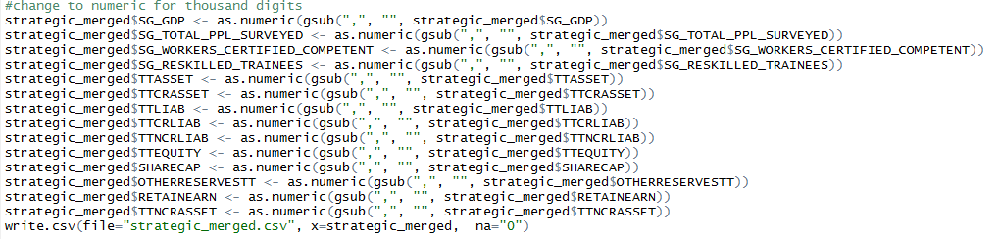 #change to numeric for thousand digits
strategic_merged$SG_GDP <- as.numeric(gsub(",", "", strategic_merged$SG_GDP))
strategic_merged$SG_TOTAL_PPL_SURVEYED <- as.numeric(gsub(",", "", strategic_merged$SG_TOTAL_PPL_SURVEYED))
strategic_merged$SG_WORKERS_CERTIFIED_COMPETENT <- as.numeric(gsub(",", "", strategic_merged$SG_WORKERS_CERTIFIED_COMPETENT))
strategic_merged$SG_RESKILLED_TRAINEES <- as.numeric(gsub(",", "", strategic_merged$SG_RESKILLED_TRAINEES))
strategic_merged$TTASSET <- as.numeric(gsub(",", "", strategic_merged$TTASSET))
strategic_merged$TTCRASSET <- as.numeric(gsub(",", "", strategic_merged$TTCRASSET))
strategic_merged$TTLIAB <- as.numeric(gsub(",", "", strategic_merged$TTLIAB))
strategic_merged$TTCRLIAB <- as.numeric(gsub(",", "", strategic_merged$TTCRLIAB))
strategic_merged$TTNCRLIAB <- as.numeric(gsub(",", "", strategic_merged$TTNCRLIAB))
strategic_merged$TTEQUITY <- as.numeric(gsub(",", "", strategic_merged$TTEQUITY))
strategic_merged$SHARECAP <- as.numeric(gsub(",", "", strategic_merged$SHARECAP))
strategic_merged$OTHERRESERVESTT <- as.numeric(gsub(",", "", strategic_merged$OTHERRESERVESTT))
strategic_merged$RETAINEARN <- as.numeric(gsub(",", "", strategic_merged$RETAINEARN))
strategic_merged$TTNCRASSET <- as.numeric(gsub(",", "", strategic_merged$TTNCRASSET))
write.csv(file="strategic_merged.csv", x=strategic_merged,  na="0")